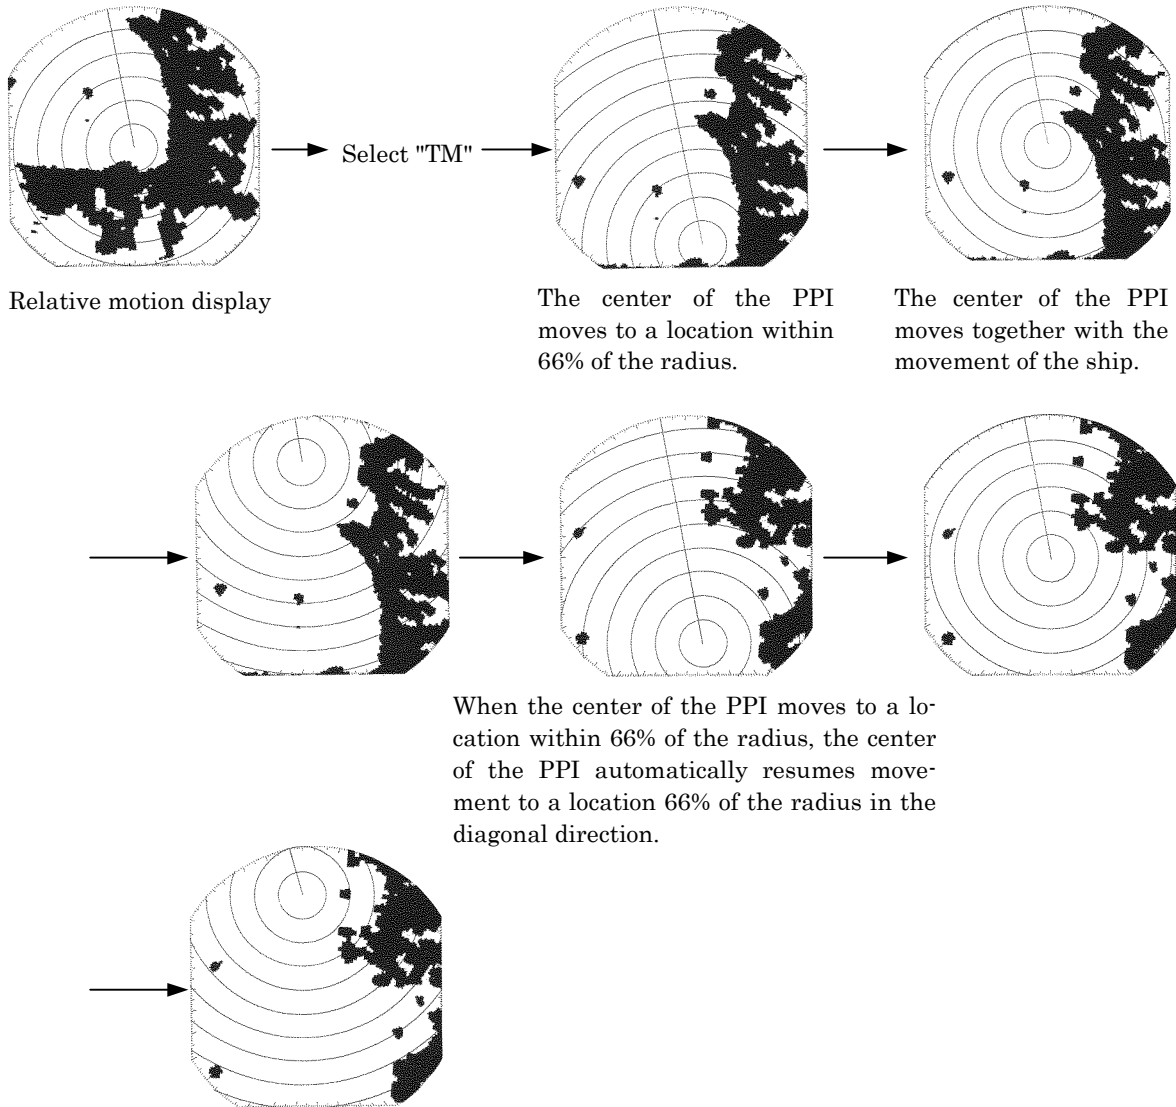 Select "TM"
Relative motion display
The center of the PPI
moves to a location within
66% of the radius.
The center of the PPI
moves together with the
movement of the ship.
When the center of the PPI moves to a lo-
cation within 66% of the radius, the center
of the PPI automatically resumes move-
ment to a location 66% of the radius in the
diagonal direction.